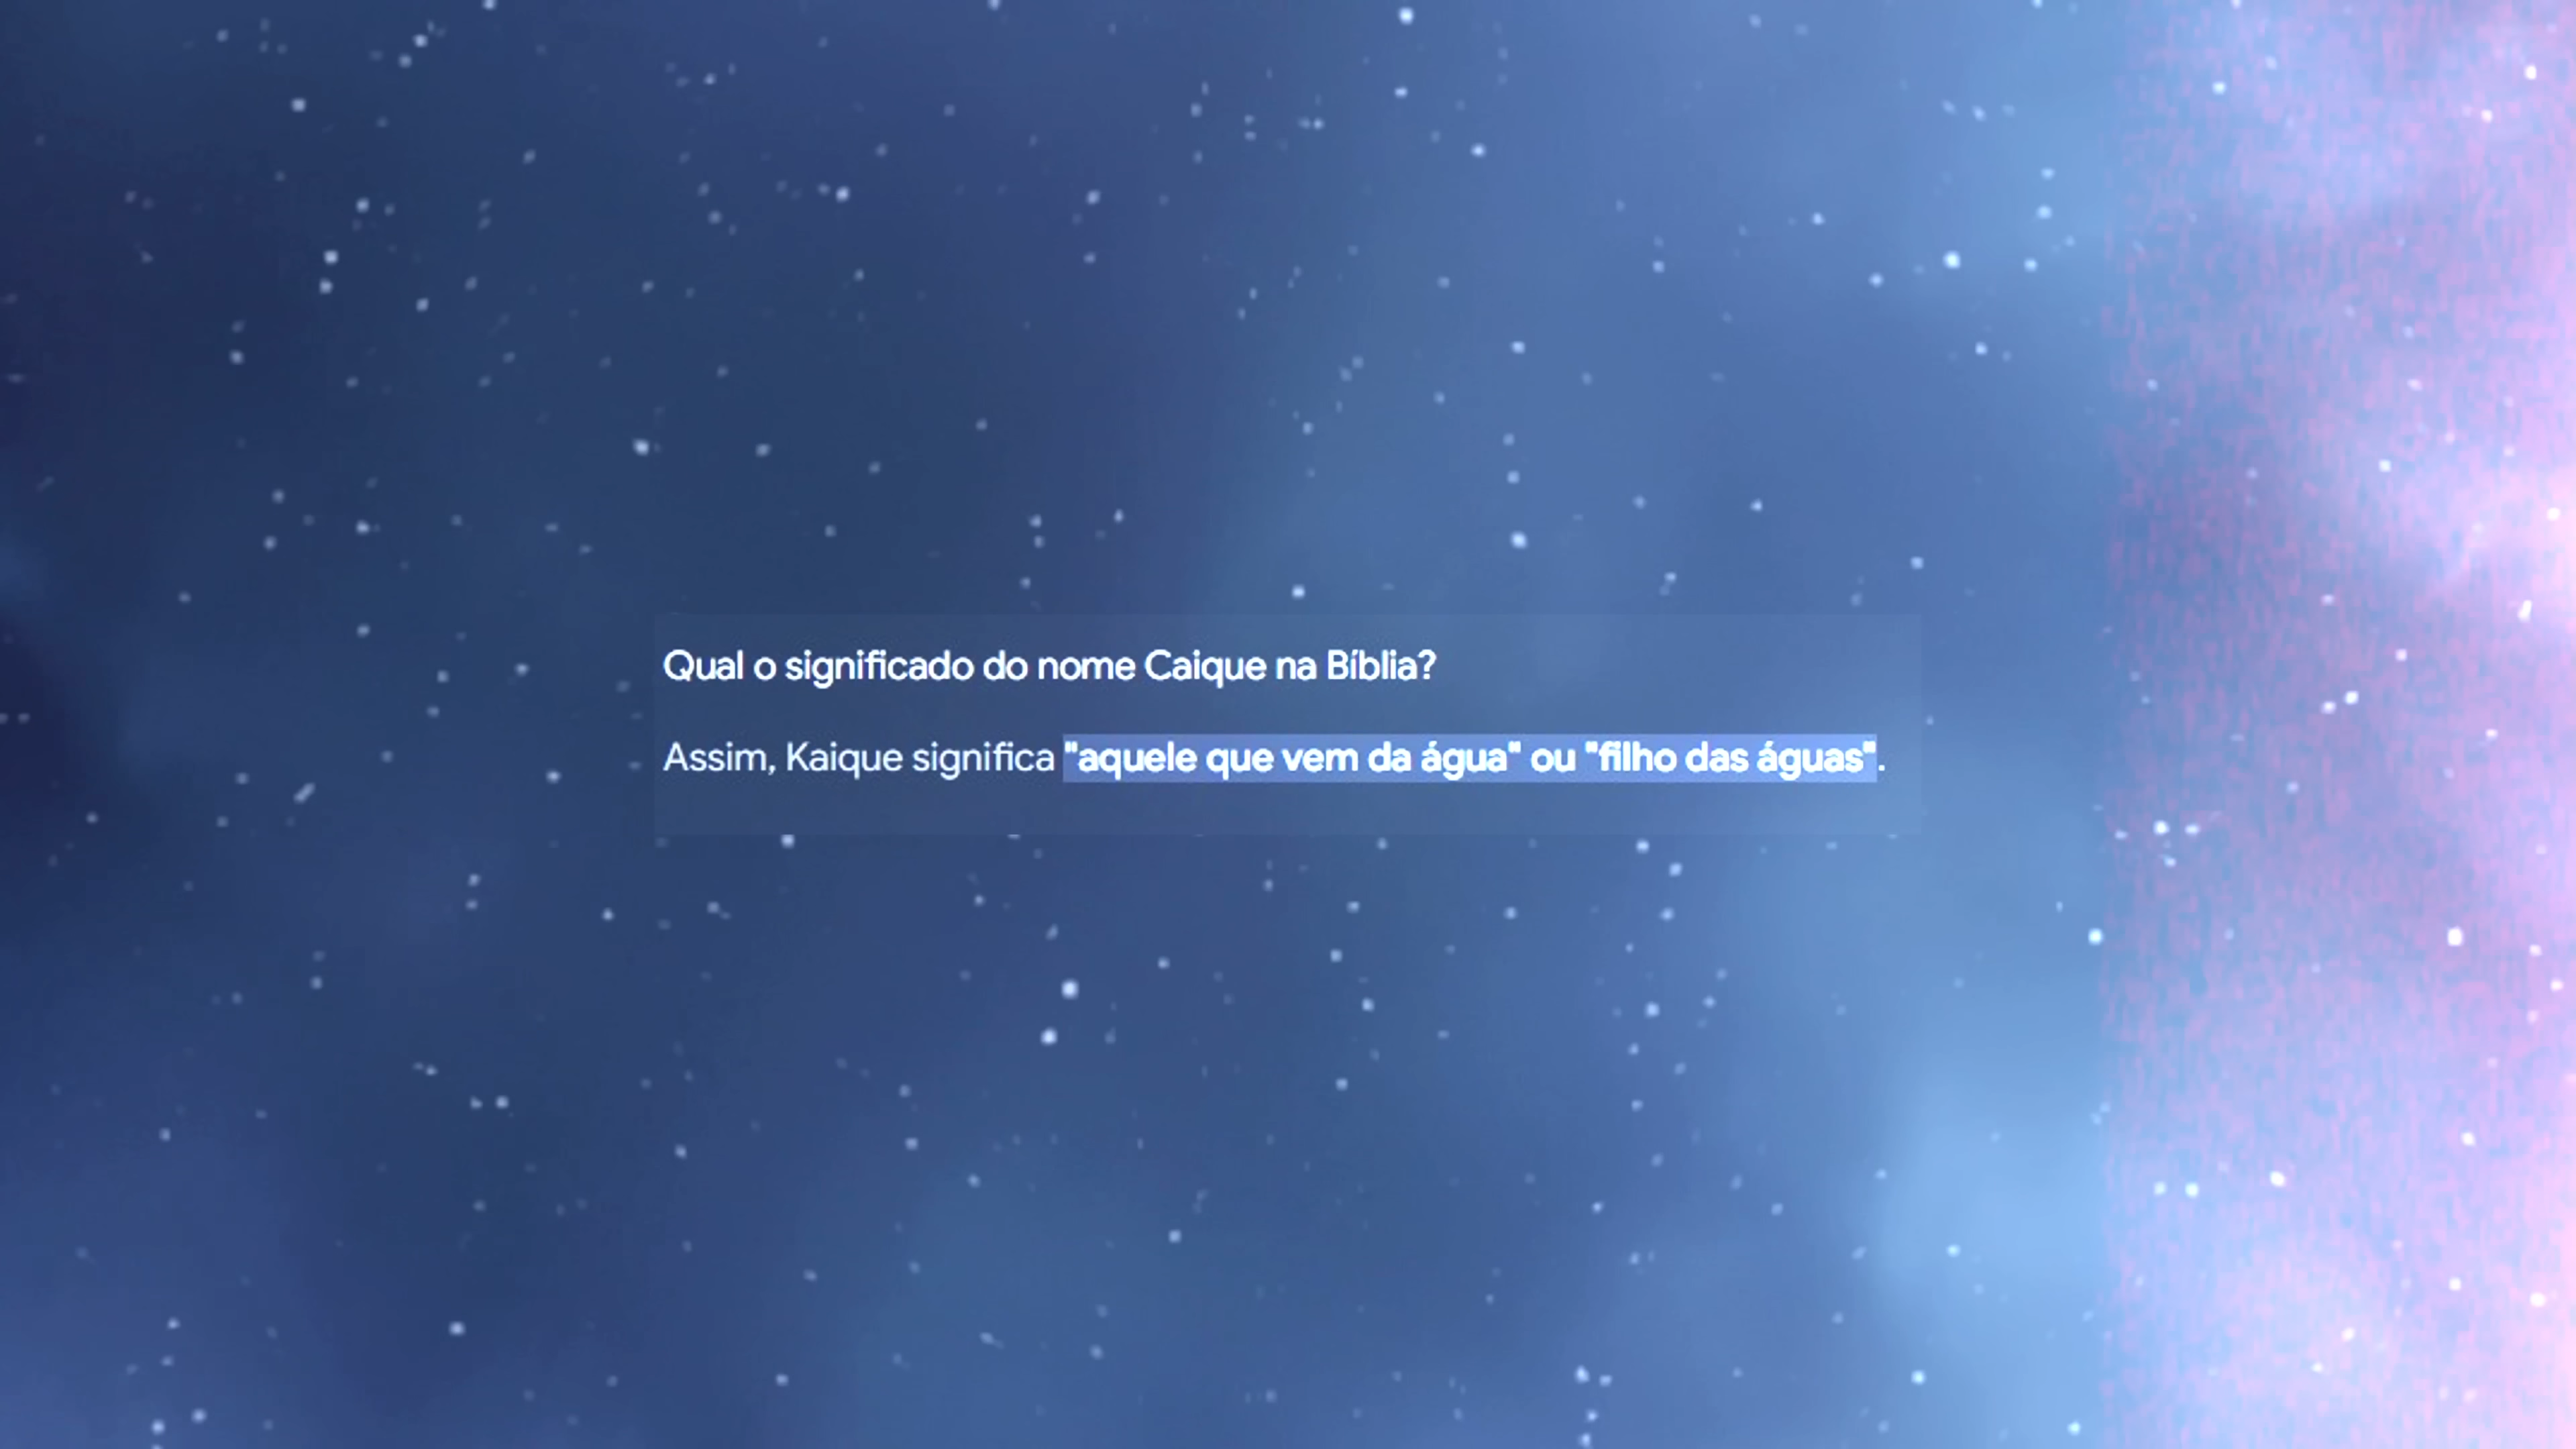 Qual o significado do nome Caique na Bíblia?
Assim, Kaique significa "aquele que vem da água" ou "filho das águas".